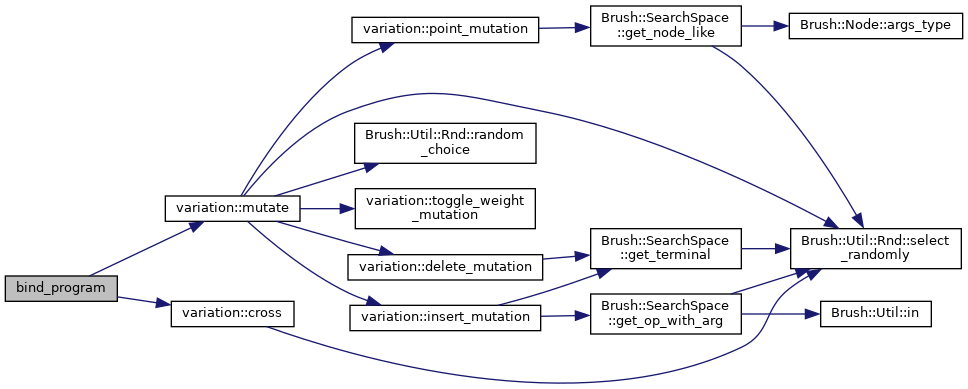 bind_program
variation::mutate
variation::cross
variation::point_mutation
Brush::Util::Rnd::random
_choice
variation::toggle_weight
_mutation
variation::delete_mutation
variation::insert_mutation
Brush::SearchSpace
::get_node_like
Brush::SearchSpace
::get_terminal
Brush::SearchSpace
::get_op_with_arg
Brush::Node::args_type
Brush::Util::Rnd::select
_randomly
Brush::Util::in